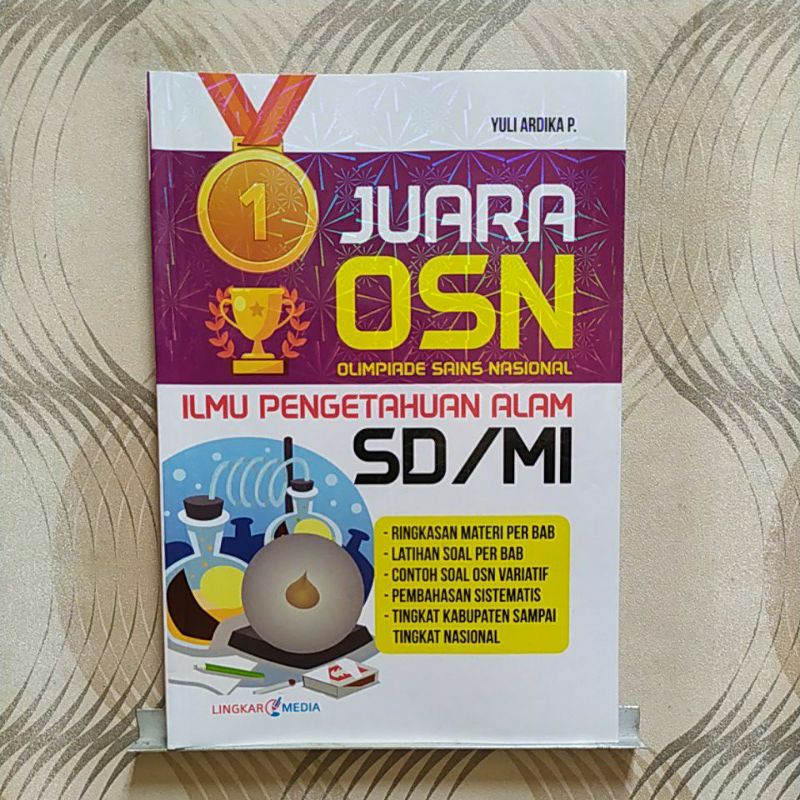 YULI ARDIKA P.
1
JUARA
OSN
OLIMPIADE SAINS NASIONAL
ILMU PENGETAHUAN ALAM
SD/MI
- RINGKASAN MATERI PER BAB
- LATIHAN SOAL PER BAB
- CONTOH SOAL OSN VARIATIF
- PEMBAHASAN SISTEMATIS
- TINGKAT KABUPATEN SAMPAI
TINGKAT NASIONAL
LINGKAR MEDIA